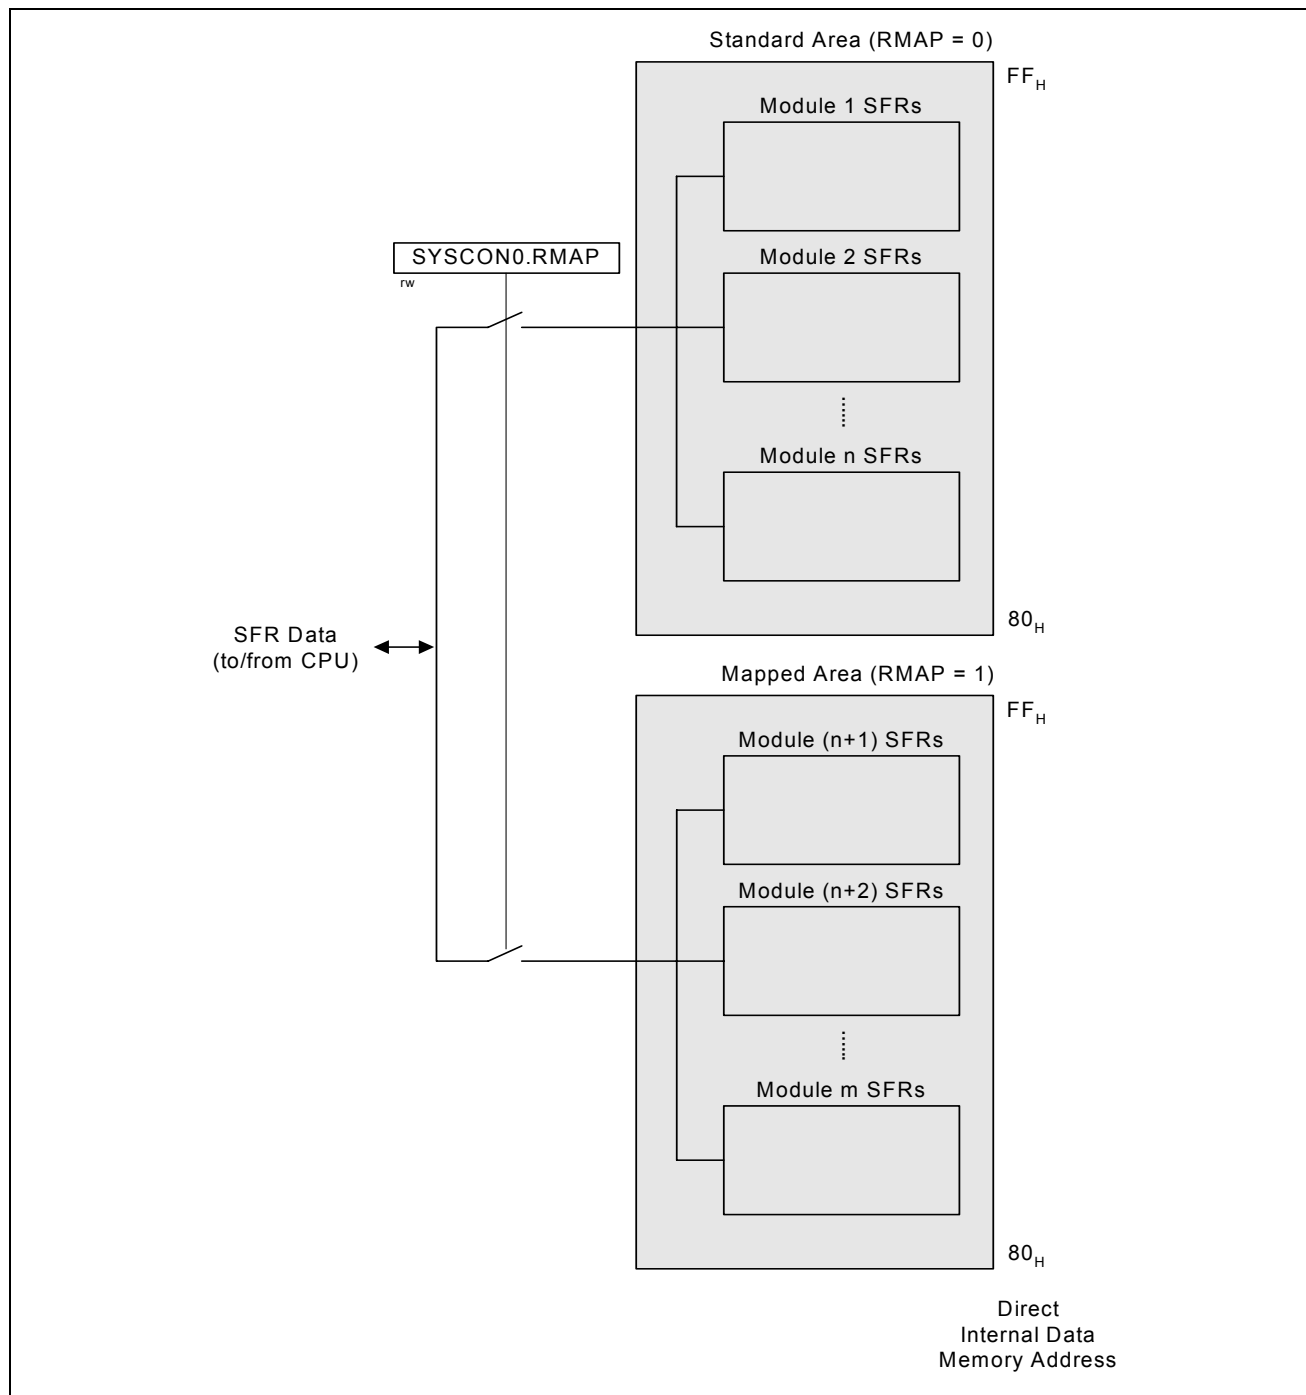 Standard Area (RMAP = 0)
FFH
Module 1 SFRs
SYSCON0.RMAP
rw
Module 2 SFRs
Module n SFRs
80H
SFR Data
(to/from CPU)
Mapped Area (RMAP = 1)
FFH
Module (n+1) SFRs
Module (n+2) SFRs
Module m SFRs
80H
Direct
Internal Data
Memory Address